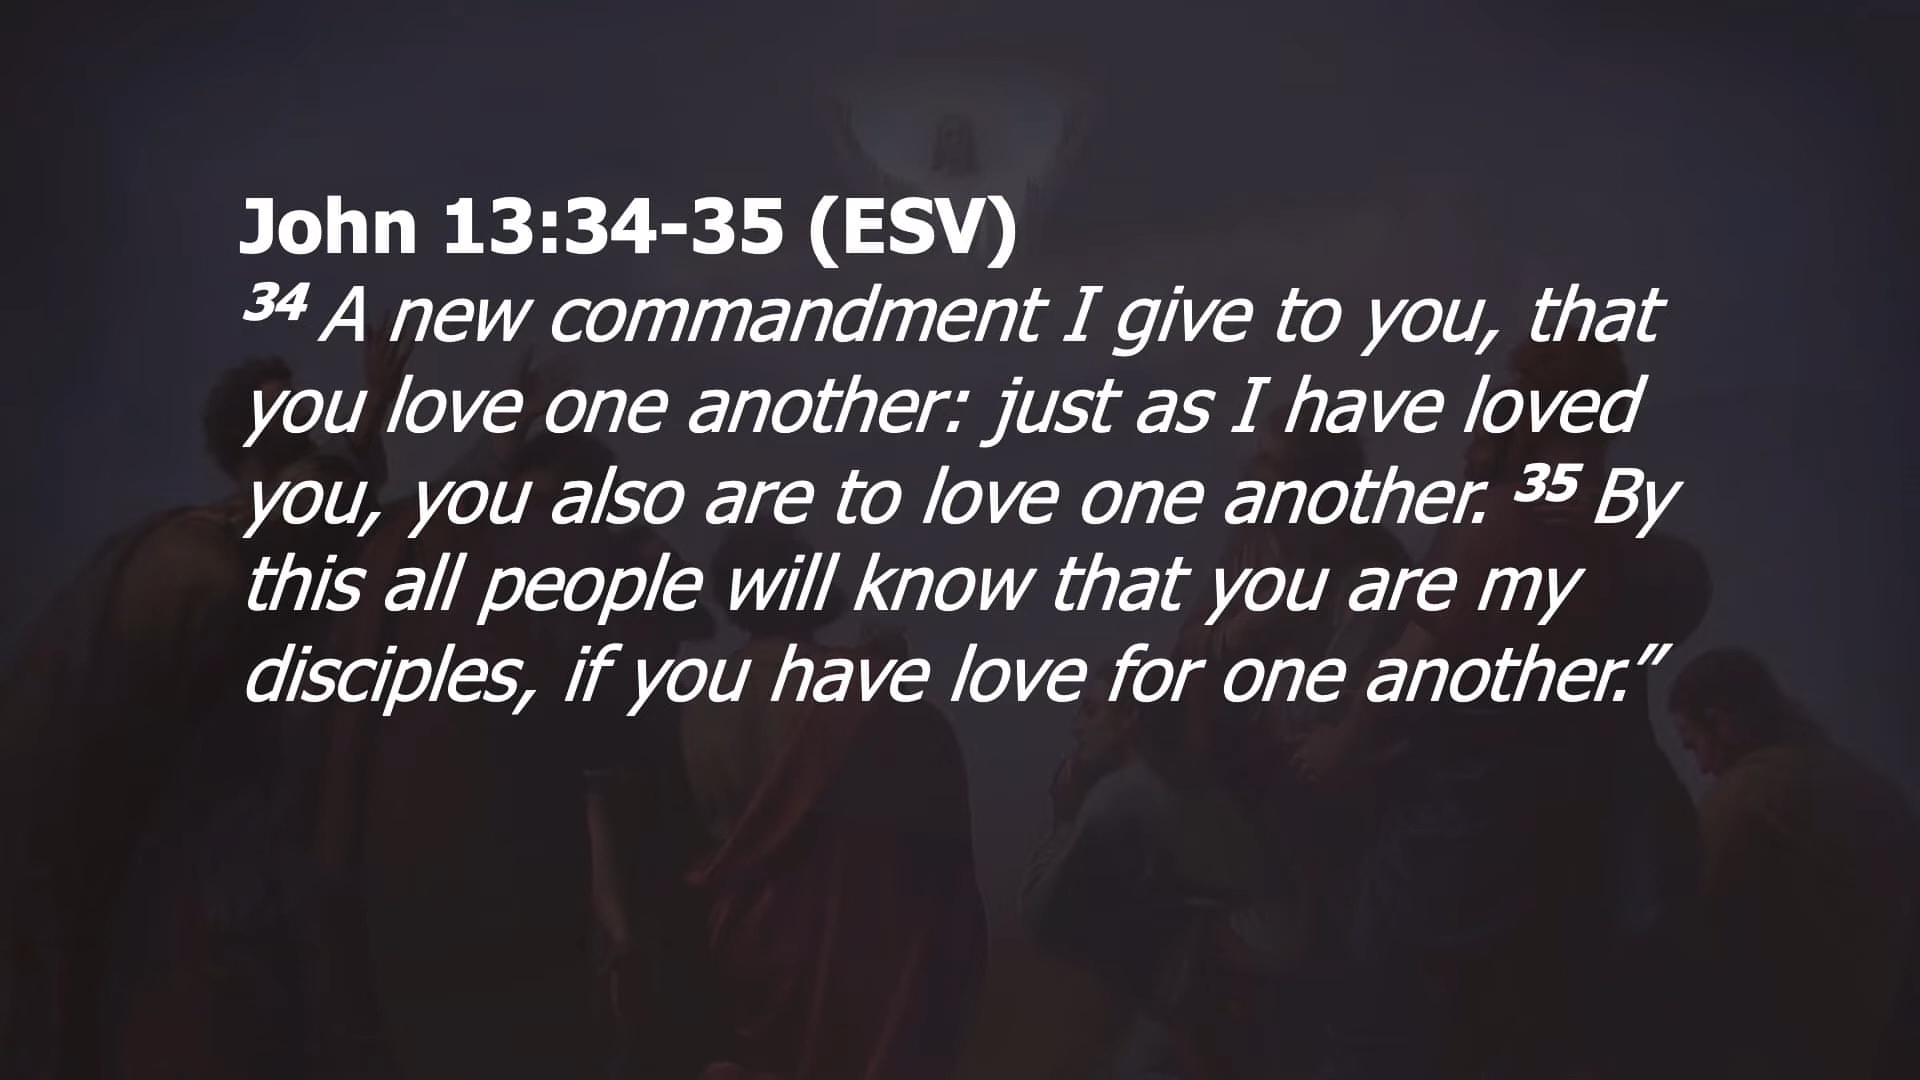 John 13:34-35 (ESV)
34 A new commandment I give to you, that
you love one another: just as I have loved
you, you also are to love one another. 35 By
this all people will know that you are my
disciples, if you have love for one another.”